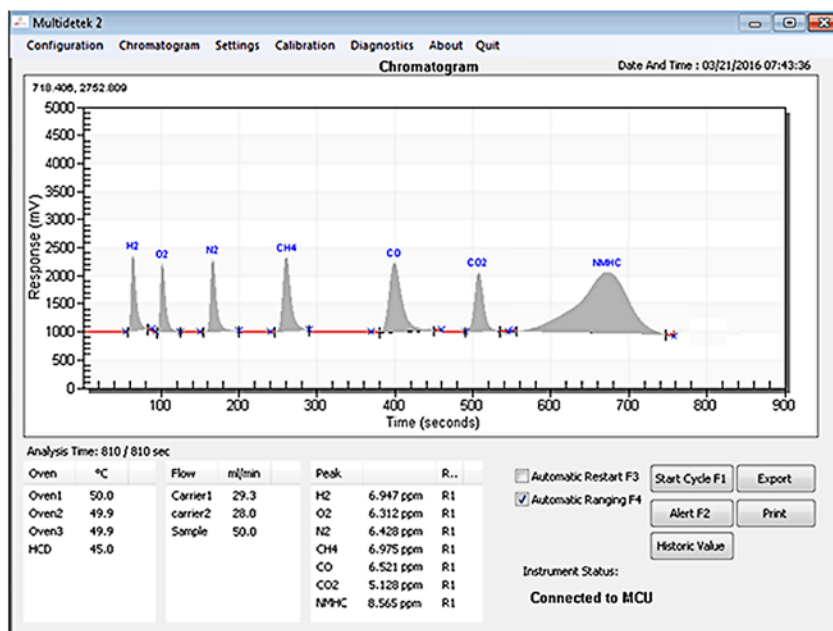 Multidetek 2
Configuration Chromatogram Settings Calibration Diagnostics About Quit
Chromatogram
Date And Time : 03/21/2016 07:43:36
718.406, 2752.809
Response (mV)
5000
4500
4000
3500
3000
2500
2000
1500
1000
500
0
H2 O2 N2 CH4 CO CO2 NMHC
100 200 300 400 500 600 700 800 900
Time (seconds)
Analysis Time: 810 / 810 sec
Oven °C
Oven1 50.0
Oven2 49.9
Oven3 49.9
HCD 45.0
Flow ml/min
Carrier1 29.3
carrier2 28.0
Sample 50.0
Peak R..
H2 6.947 ppm R1
O2 6.312 ppm R1
N2 6.428 ppm R1
CH4 6.975 ppm R1
CO 6.521 ppm R1
CO2 5.128 ppm R1
NMHC 8.565 ppm R1
Automatic Restart F3
Automatic Ranging F4
Start Cycle F1 Export
Alert F2 Print
Historic Value
Instrument Status:
Connected to MCU